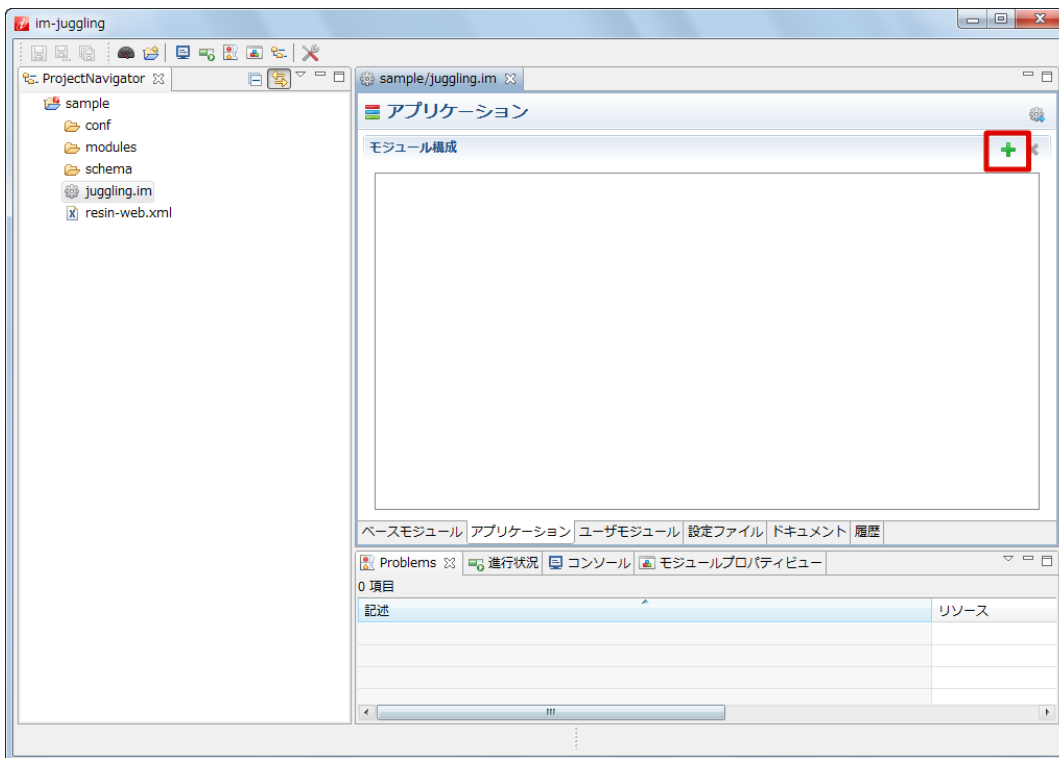 im-juggling
ProjectNavigator
sample
conf
modules
schema
juggling.im
resin-web.xml
sample/juggling.im
アプリケーション
モジュール構成
ベースモジュール アプリケーション ユーザモジュール 設定ファイル ドキュメント 履歴
Problems 進行状況 コンソール モジュールプロパティビュー
0 項目
記述 リソース